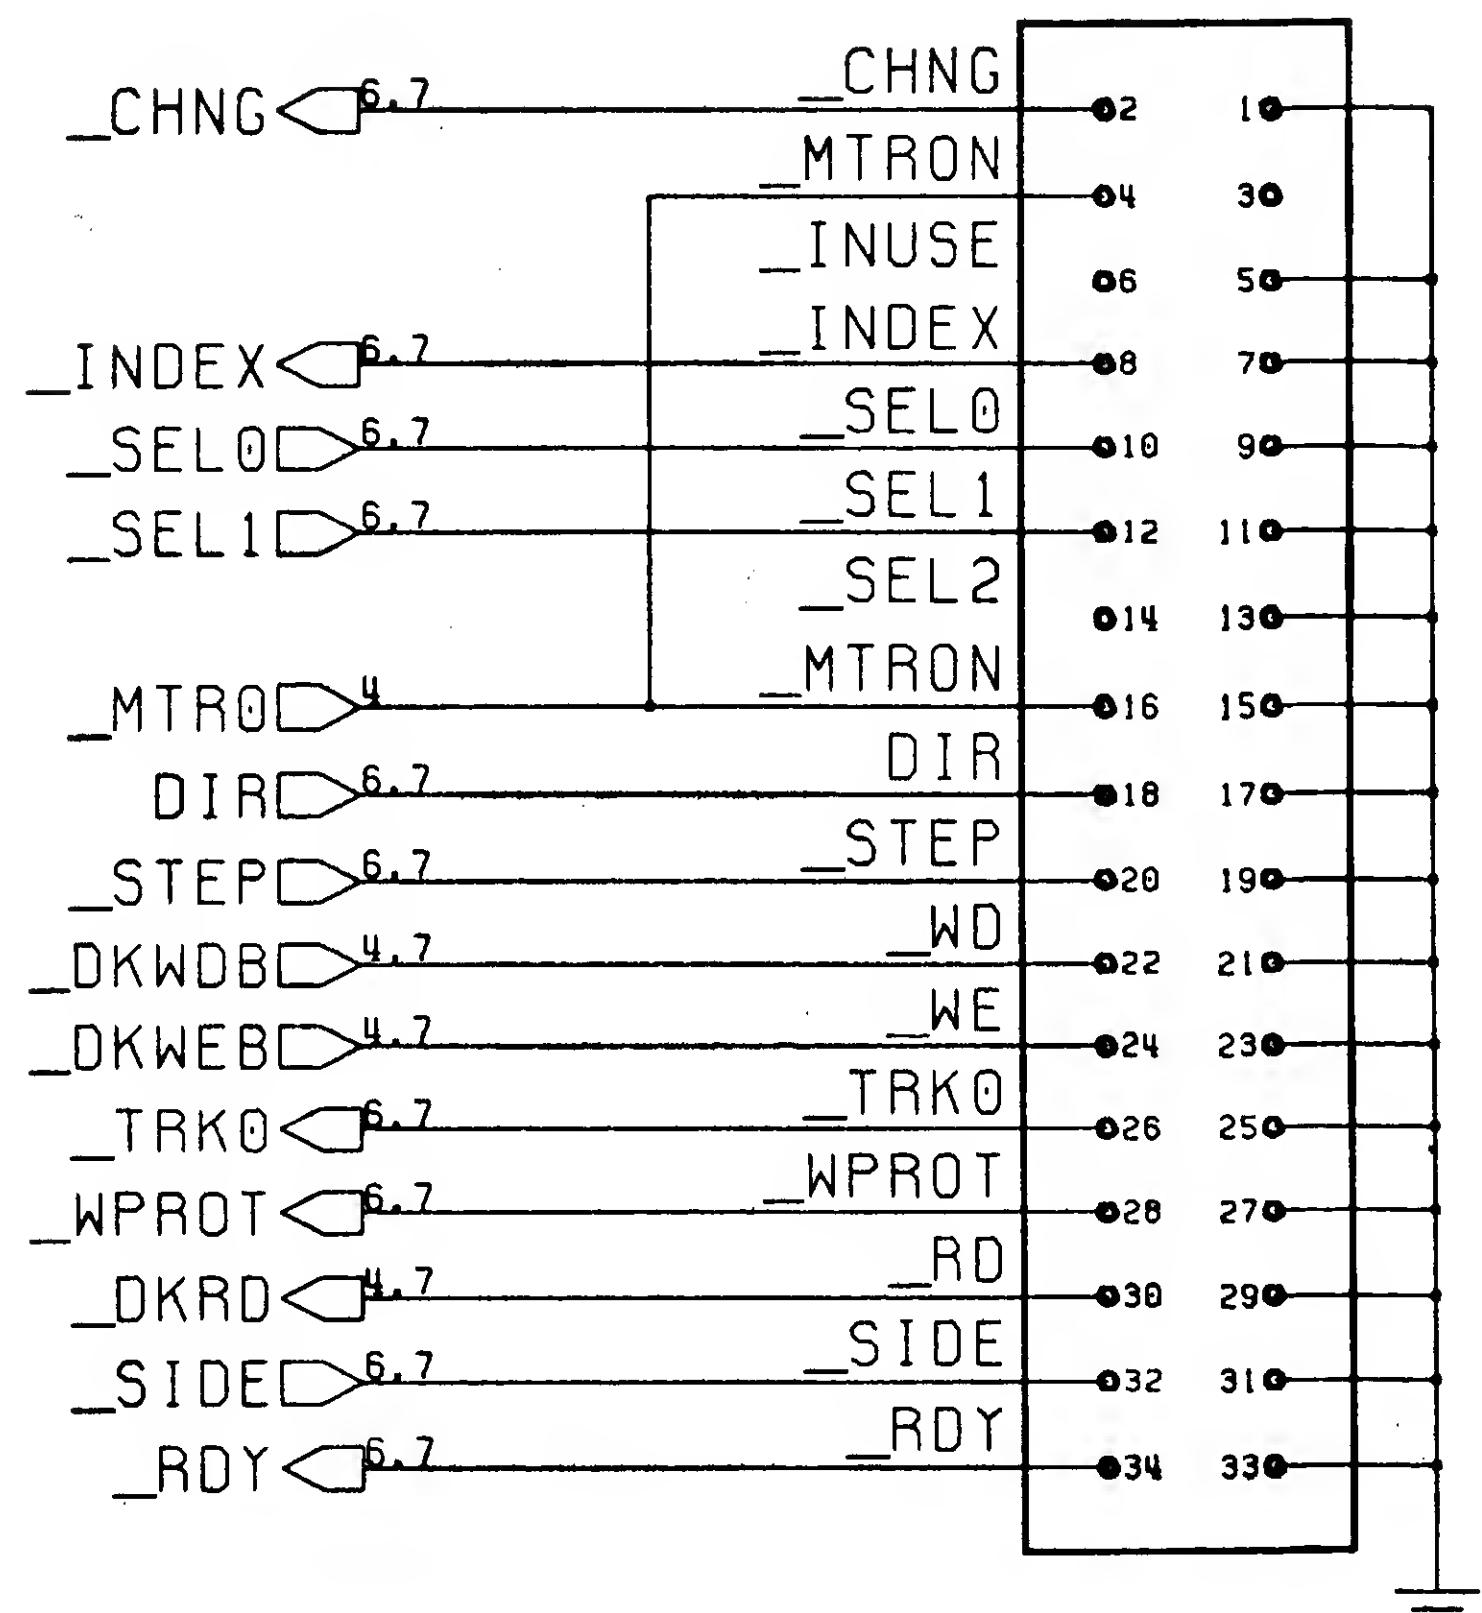 _CHNG 6.7 _CHNG 2 1
_MTRON 4 3
_INUSE 6 5
_INDEX 6.7 _INDEX 8 7
_SEL0 6.7 _SEL0 10 9
_SEL1 6.7 _SEL1 12 11
_SEL2 14 13
_MTR0 4 _MTRON 16 15
DIR 6.7 DIR 18 17
_STEP 6.7 _STEP 20 19
_DKWDB 4.7 _WD 22 21
_DKWEB 4.7 _WE 24 23
_TRK0 6.7 _TRK0 26 25
_WPROT 6.7 _WPROT 28 27
_DKRD 4.7 _RD 30 29
_SIDE 6.7 _SIDE 32 31
_RDY 6.7 _RDY 34 33